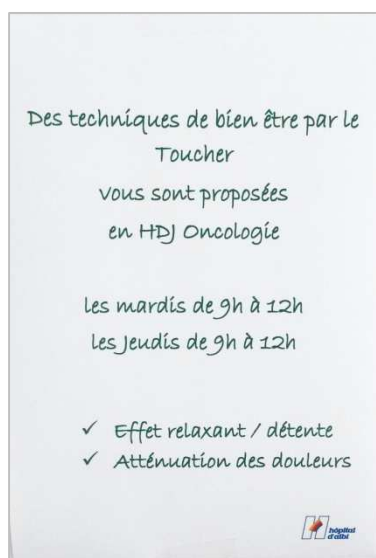 Des techniques de bien être par le
Toucher
vous sont proposées
en HDJ Oncologie
les mardis de 9h à 12h
les Jeudis de 9h à 12h
✓ Effet relaxant / détente
✓ Atténuation des douleurs
hôpital
d'albi